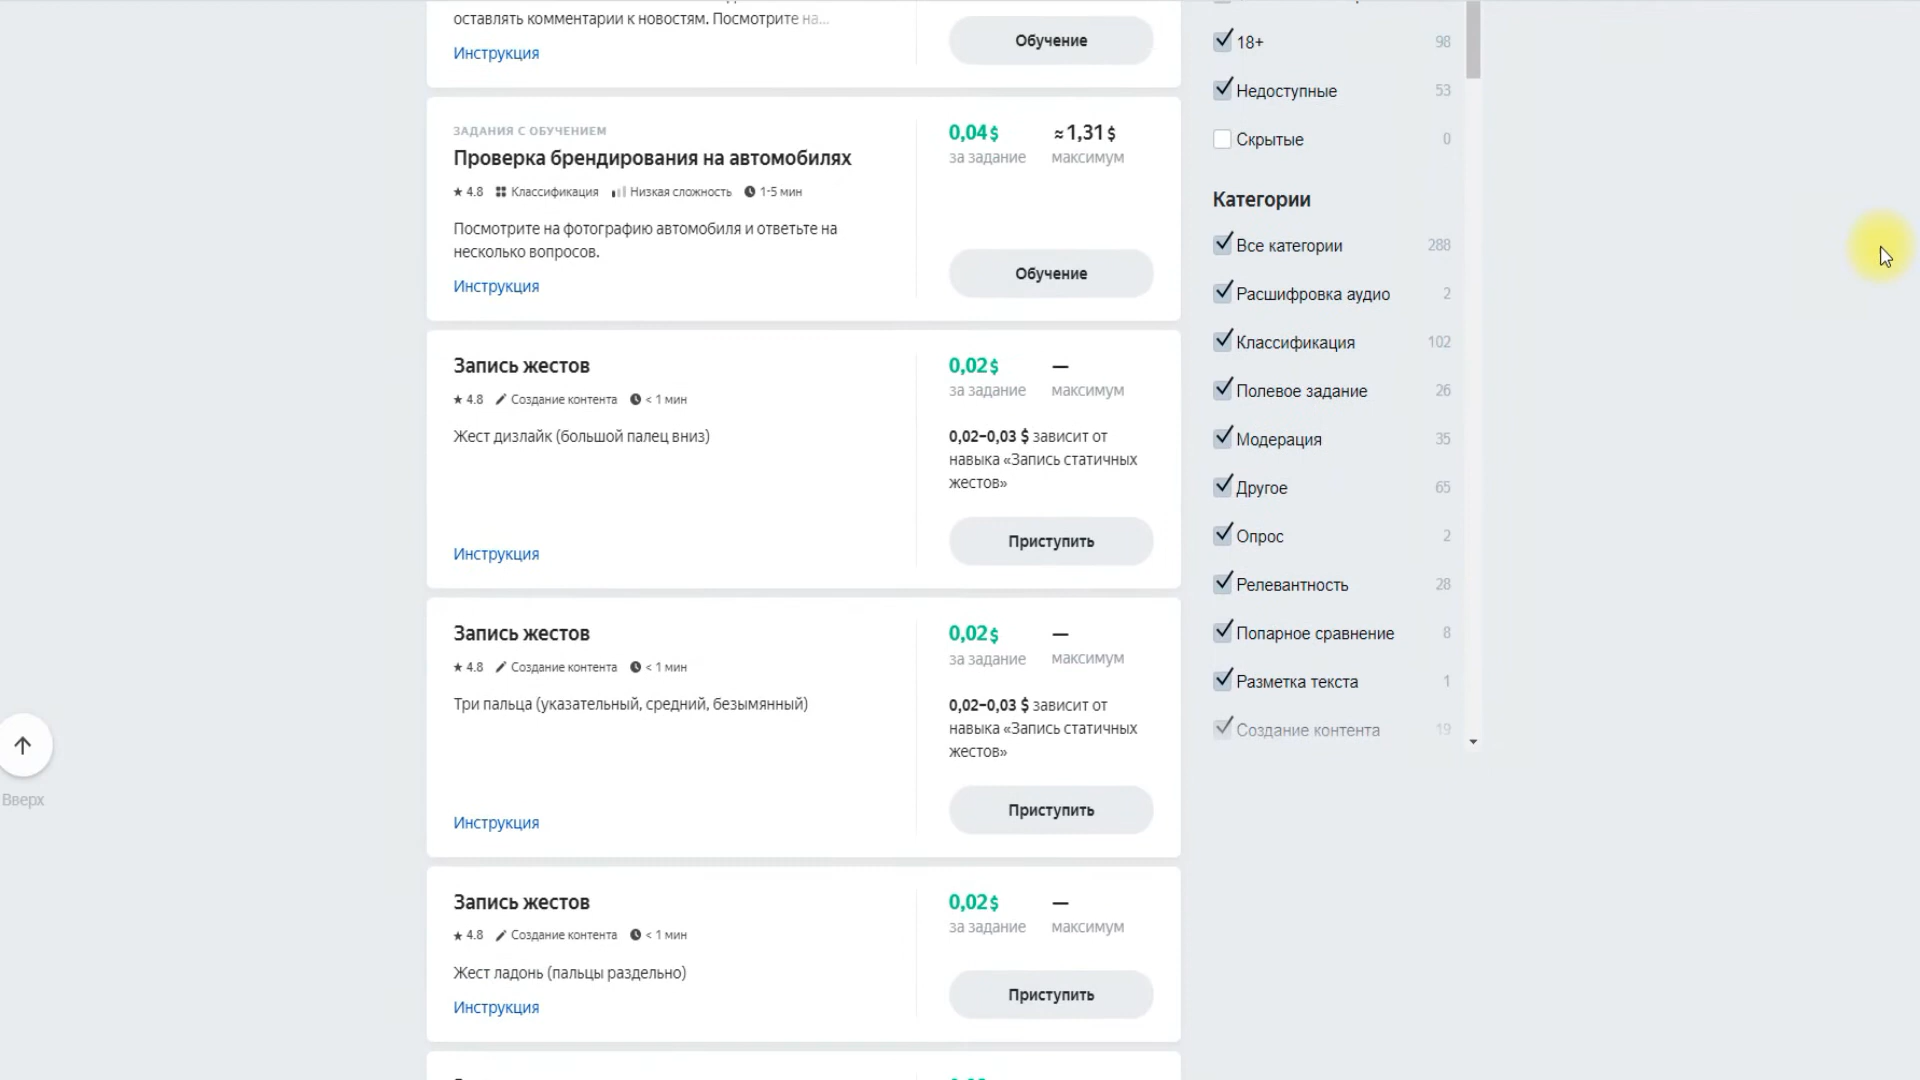 оставлять комментарии к новостям. Посмотрите на...
Инструкция
Обучение
ЗАДАНИЯ С ОБУЧЕНИЕМ
Проверка брендирования на автомобилях
4.8 Классификация Низкая сложность 1-5 мин
Посмотрите на фотографию автомобиля и ответьте на
несколько вопросов.
Инструкция
0,04$
за задание
≈1,31$
максимум
Обучение
Запись жестов
4.8 Создание контента < 1 мин
Жест дизлайк (большой палец вниз)
Инструкция
0,02$
за задание
—
максимум
0,02–0,03 $ зависит от
навыка «Запись статичных
жестов»
Приступить
Запись жестов
4.8 Создание контента < 1 мин
Три пальца (указательный, средний, безымянный)
Инструкция
0,02$
за задание
—
максимум
0,02–0,03 $ зависит от
навыка «Запись статичных
жестов»
Приступить
Запись жестов
4.8 Создание контента < 1 мин
Жест ладонь (пальцы раздельно)
Инструкция
0,02$
за задание
—
максимум
Приступить
18+ 98
Недоступные 53
Скрытые 0
Категории
Все категории 288
Расшифровка аудио 2
Классификация 102
Полевое задание 26
Модерация 35
Другое 65
Опрос 2
Релевантность 28
Попарное сравнение 8
Разметка текста 1
Создание контента 19
Вверх